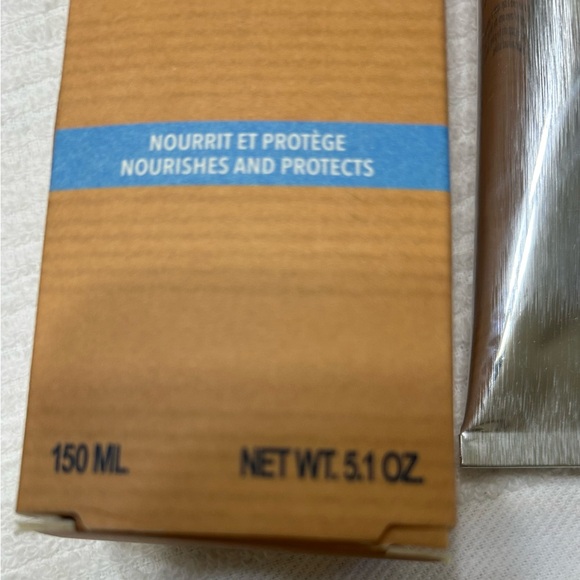 NOURRIT ET PROTÈGE
NOURISHES AND PROTECTS
150 ML
NET WT. 5.1 OZ.